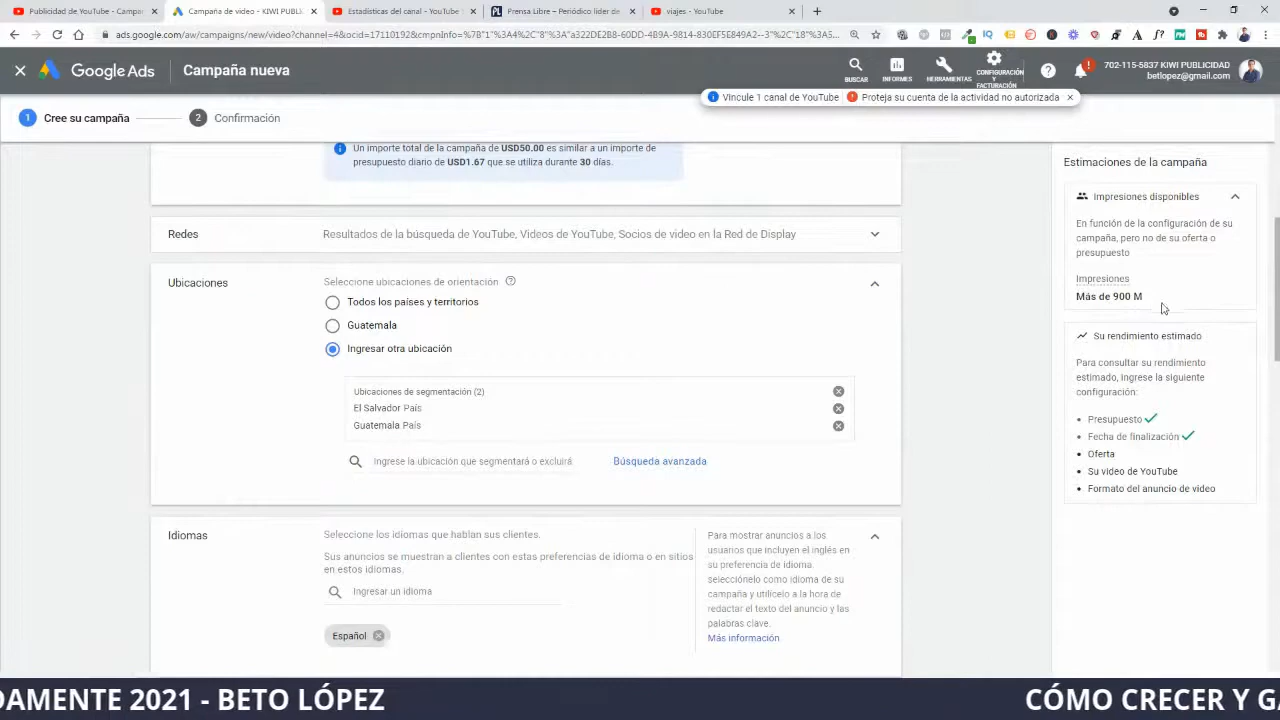 Publicidad de YouTube - Campañ
Campaña de video - KIWI PUBLIC
Estadísticas del canal - YouTube
Prensa Libre – Periódico líder de
viajes - YouTube
ads.google.com/aw/campaigns/new/video?channel=4&ocid=17110192&cmpnInfo=%7B"1"%3A4%2C"8"%3A"a322DE2B8-6DD4-4B9A-9814-830EF5E849A2--3"%2C"18"%3A5...
Google Ads
Campaña nueva
BUSCAR
INFORMES
HERRAMIENTAS
CONFIGURACIÓN
Y
FACTURACIÓN
702-115-5837 KIWI PUBLICIDAD
betlopez@gmail.com
Vincule 1 canal de YouTube
Proteja su cuenta de la actividad no autorizada
1 Cree su campaña
2 Confirmación
Un importe total de la campaña de USD50.00 es similar a un importe de
presupuesto diario de USD1.67 que se utiliza durante 30 días.
Redes
Resultados de la búsqueda de YouTube, Videos de YouTube, Socios de video en la Red de Display
Ubicaciones
Seleccione ubicaciones de orientación
Todos los países y territorios
Guatemala
Ingresar otra ubicación
Ubicaciones de segmentación (2)
El Salvador País
Guatemala País
Ingrese la ubicación que segmentará o excluirá
Búsqueda avanzada
Idiomas
Seleccione los idiomas que hablan sus clientes.
Sus anuncios se muestran a clientes con estas preferencias de idioma o en sitios
en estos idiomas.
Ingresar un idioma
Español
Para mostrar anuncios a los
usuarios que incluyen el inglés en
su preferencia de idioma,
selecciónelo como idioma de su
campaña y utilícelo a la hora de
redactar el texto del anuncio y las
palabras clave.
Más información
Estimaciones de la campaña
Impresiones disponibles
En función de la configuración de su
campaña, pero no de su oferta o
presupuesto
Impresiones
Más de 900 M
Su rendimiento estimado
Para consultar su rendimiento
estimado, ingrese la siguiente
configuración:
Presupuesto
Fecha de finalización
Oferta
Su video de YouTube
Formato del anuncio de video
DAMENTE 2021 - BETO LÓPEZ
CÓMO CRECER Y GA